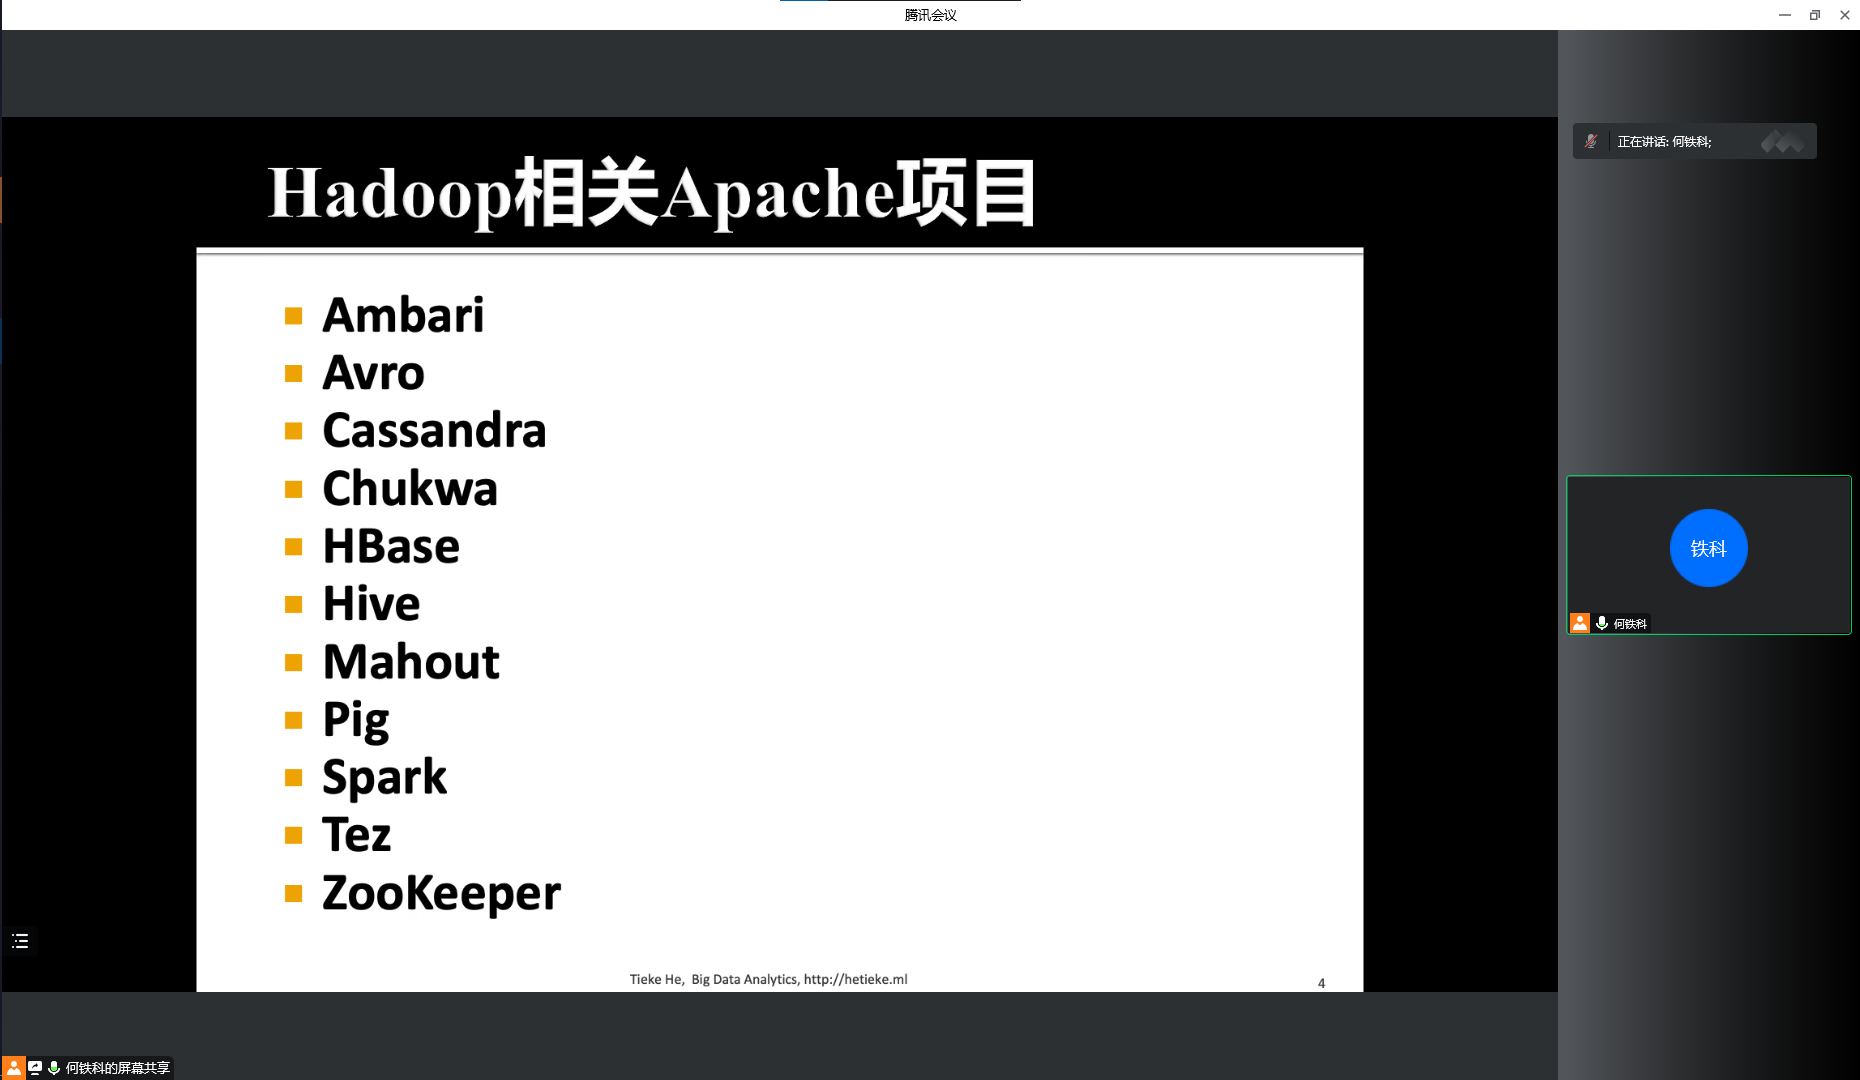 腾讯会议
正在讲话: 何铁科;
Hadoop相关Apache项目
Ambari
Avro
Cassandra
Chukwa
HBase
Hive
Mahout
Pig
Spark
Tez
ZooKeeper
Tieke He,  Big Data Analytics, http://hetieke.ml
4
铁科
何铁科
何铁科的屏幕共享